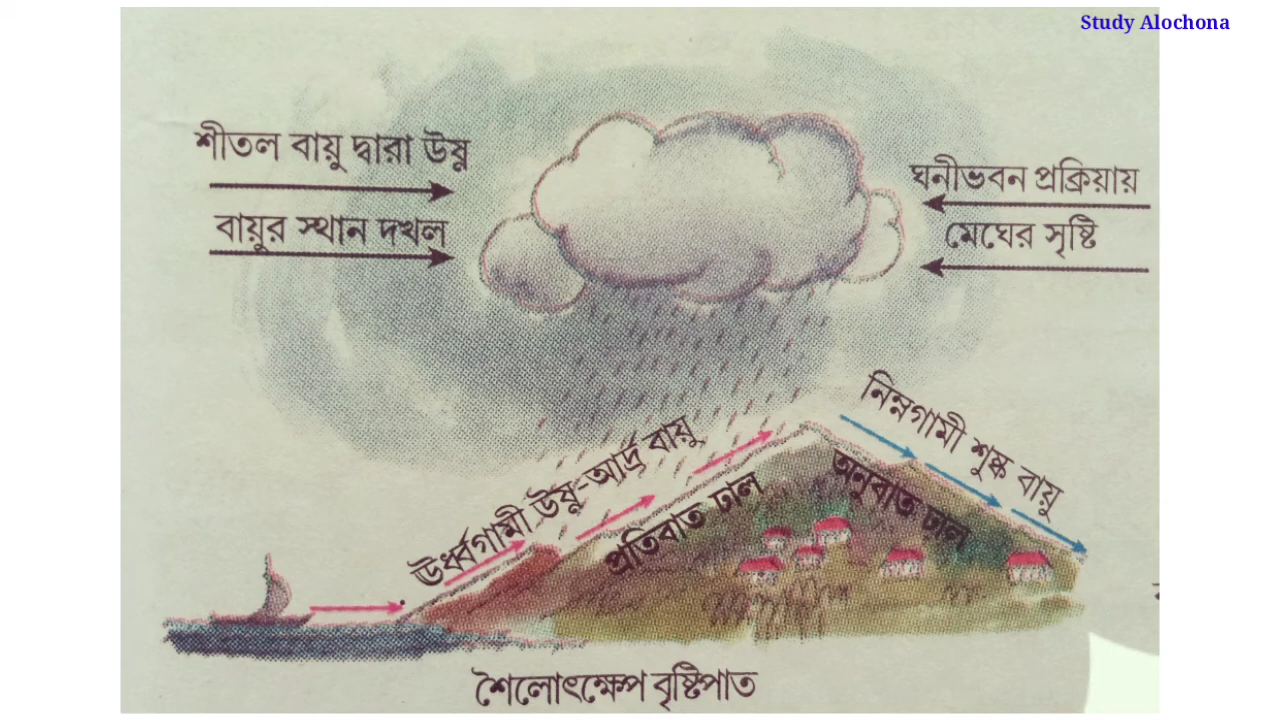 Study Alochona
শীতল বায়ু দ্বারা উষ্ণ
বায়ুর স্থান দখল
ঘনীভবন প্রক্রিয়ায়
মেঘের সৃষ্টি
ঊর্ধ্বগামী উষ্ণ-আর্দ্র বায়ু
প্রতিবাত ঢাল
নিম্নগামী শুষ্ক বায়ু
অনুবাত ঢাল
শৈলোৎক্ষেপ বৃষ্টিপাত